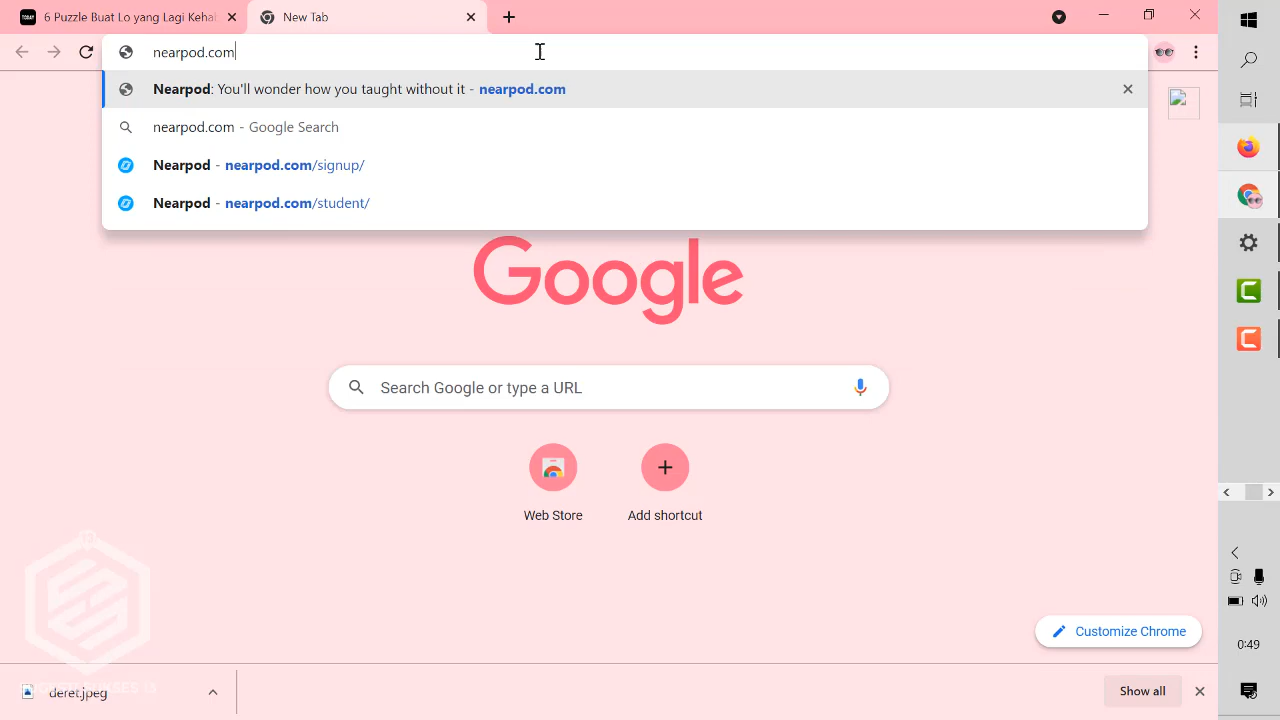 TODAY
6 Puzzle Buat Lo yang Lagi Kehab
New Tab
nearpod.com
Nearpod: You'll wonder how you taught without it - nearpod.com
nearpod.com - Google Search
Nearpod - nearpod.com/signup/
Nearpod - nearpod.com/student/
Google
Search Google or type a URL
Web Store
Add shortcut
Customize Chrome
0:49
deret.jpeg
Show all